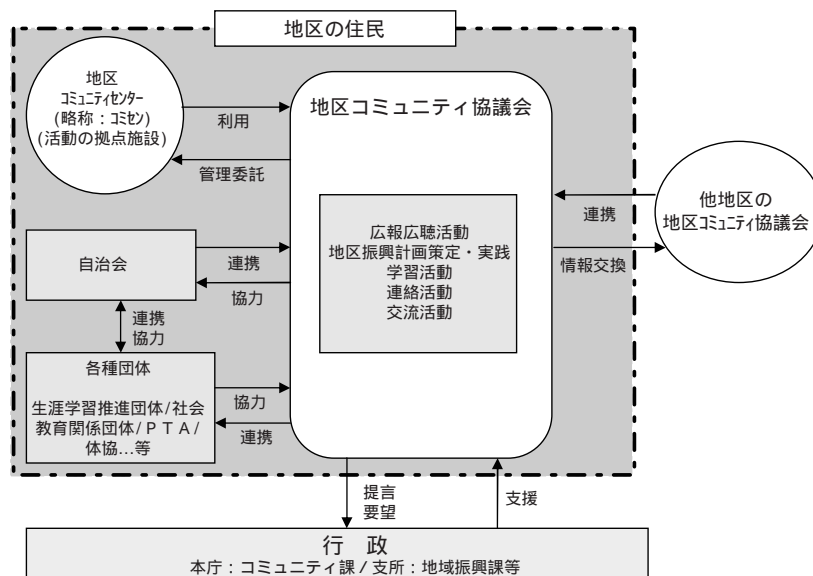 地区の住民
地区
コミュニティセンター
(略称：コミセン)
(活動の拠点施設)
利用
管理委託
地区コミュニティ協議会
広報広聴活動
地区振興計画策定・実践
学習活動
連絡活動
交流活動
自治会
連携
協力
連携
協力
各種団体
生涯学習推進団体/社会
教育関係団体/ＰＴＡ/
体協…等
協力
連携
連携
情報交換
他地区の
地区コミュニティ協議会
提言
要望
支援
行　政
本庁：コミュニティ課 / 支所：地域振興課等